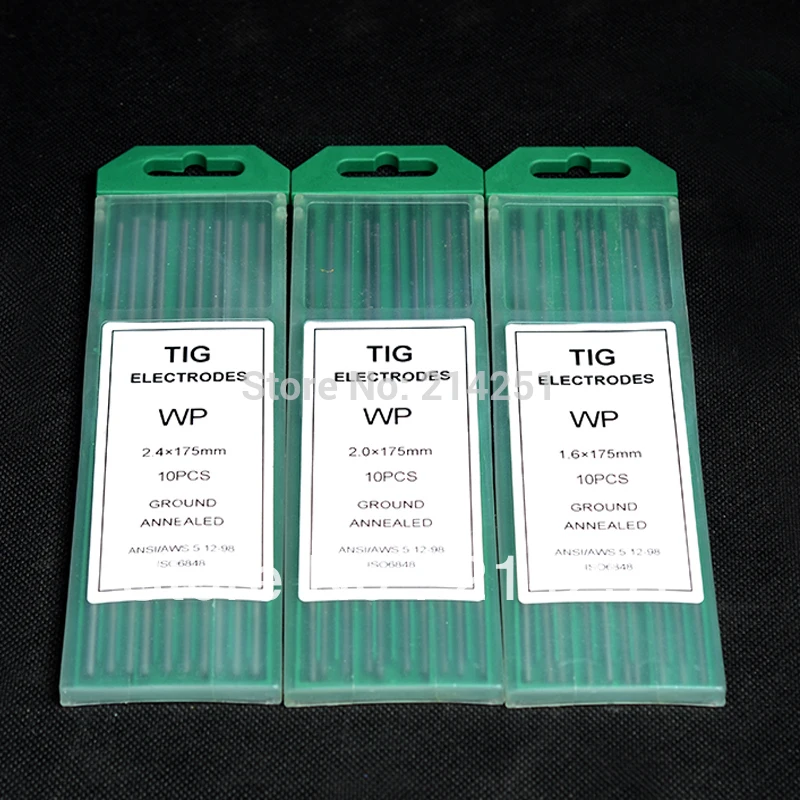 TIG
ELECTRODES
WP
2.4×175mm
10PCS
GROUND
ANNEALED
ANSI/AWS 5 12-98
ISO6848
TIG
ELECTRODES
WP
2.0×175mm
10PCS
GROUND
ANNEALED
ANSI/AWS 5 12-98
ISO6848
TIG
ELECTRODES
WP
1.6×175mm
10PCS
GROUND
ANNEALED
ANSI/AWS 5 12-98
ISO6848
Store No: 214251